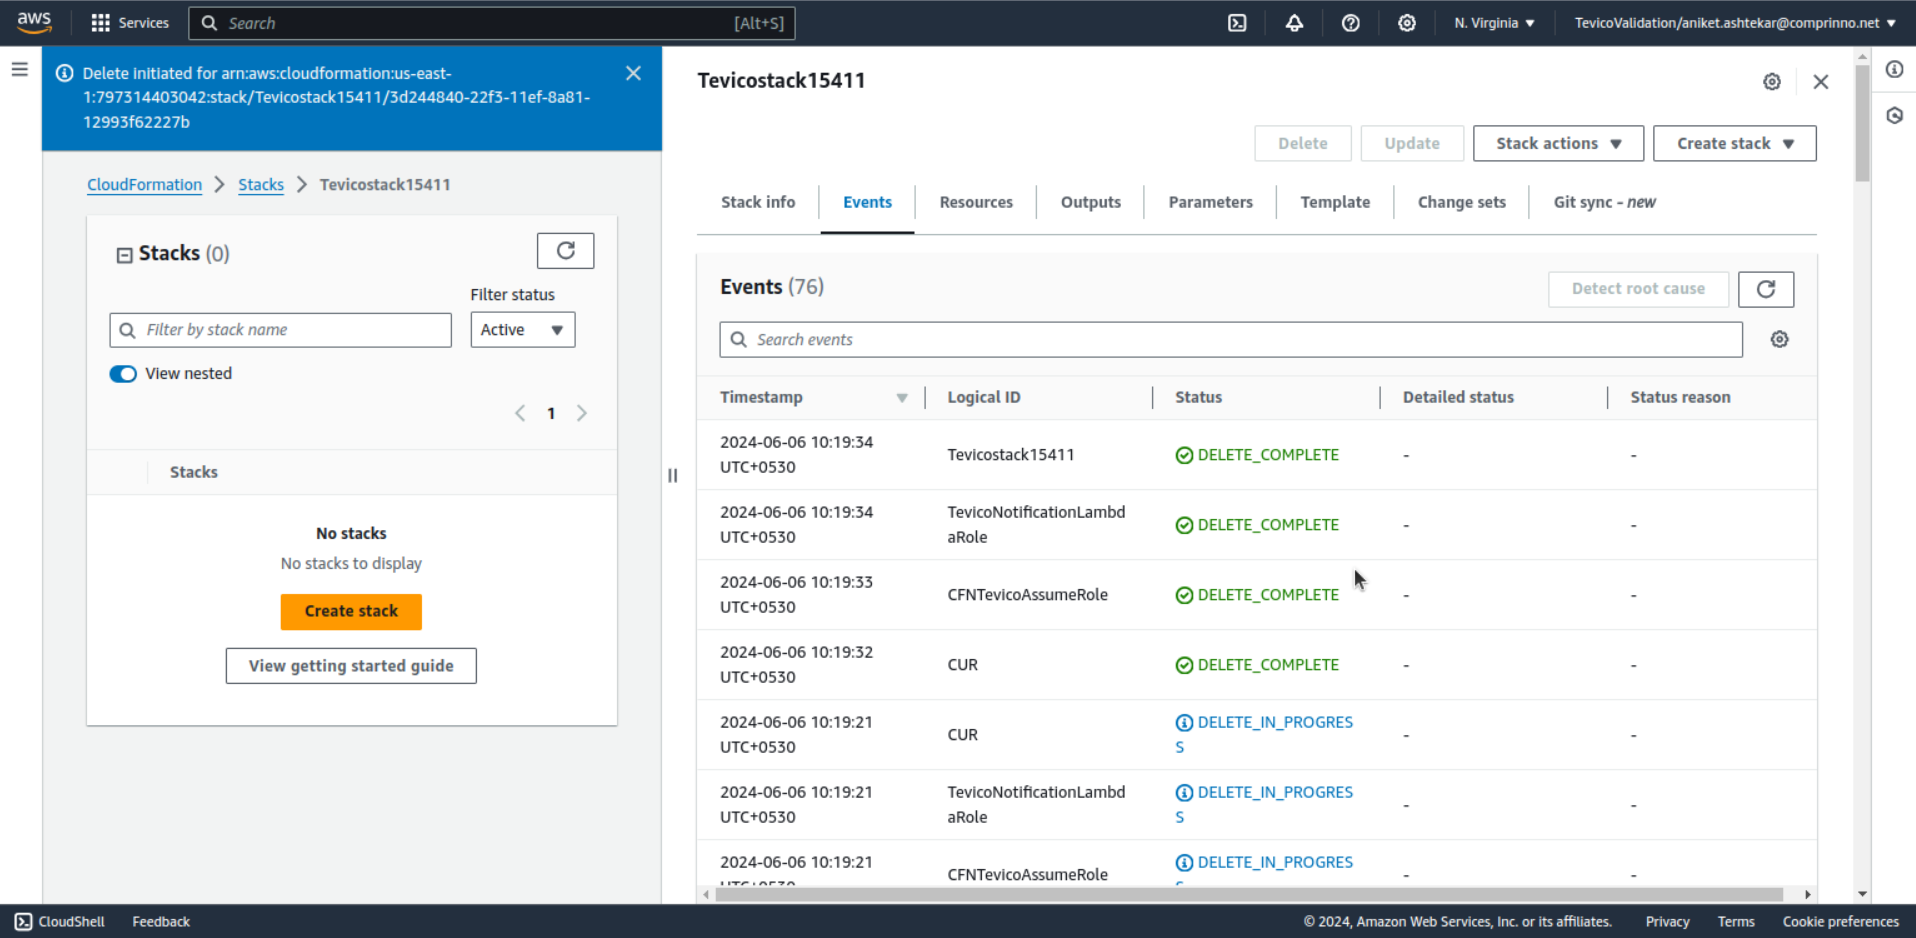 aws
Services
Search
[Alt+S]
N. Virginia
TevicoValidation/aniket.ashtekar@comprinno.net
Delete initiated for arn:aws:cloudformation:us-east-
1:797314403042:stack/Tevicostack15411/3d244840-22f3-11ef-8a81-
12993f62227b
CloudFormation
Stacks
Tevicostack15411
Stacks (0)
Filter status
Filter by stack name
Active
View nested
1
Stacks
No stacks
No stacks to display
Create stack
View getting started guide
Tevicostack15411
Delete
Update
Stack actions
Create stack
Stack info
Events
Resources
Outputs
Parameters
Template
Change sets
Git sync - new
Events (76)
Detect root cause
Search events
Timestamp
Logical ID
Status
Detailed status
Status reason
2024-06-06 10:19:34
UTC+0530
Tevicostack15411
DELETE_COMPLETE
-
-
2024-06-06 10:19:34
UTC+0530
TevicoNotificationLambd
aRole
DELETE_COMPLETE
-
-
2024-06-06 10:19:33
UTC+0530
CFNTevicoAssumeRole
DELETE_COMPLETE
-
-
2024-06-06 10:19:32
UTC+0530
CUR
DELETE_COMPLETE
-
-
2024-06-06 10:19:21
UTC+0530
CUR
DELETE_IN_PROGRES
S
-
-
2024-06-06 10:19:21
UTC+0530
TevicoNotificationLambd
aRole
DELETE_IN_PROGRES
S
-
-
2024-06-06 10:19:21
UTC+0530
CFNTevicoAssumeRole
DELETE_IN_PROGRES
S
-
-
CloudShell
Feedback
© 2024, Amazon Web Services, Inc. or its affiliates.
Privacy
Terms
Cookie preferences